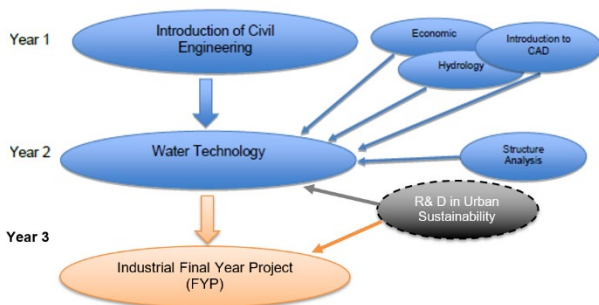 Year 1
Introduction of Civil
Engineering
Economic
Introduction to
CAD
Hydrology
Year 2
Water Technology
Structure
Analysis
R& D in Urban
Sustainability
Year 3
Industrial Final Year Project
(FYP)